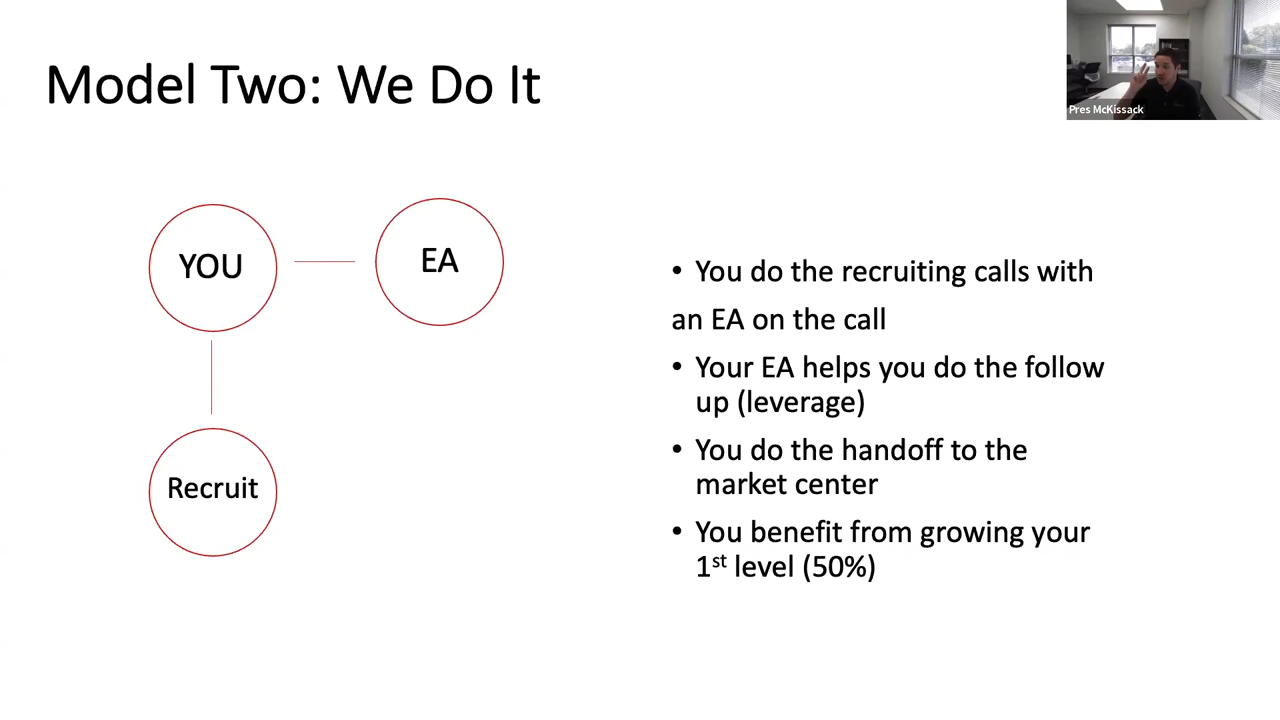 Model Two: We Do It
Pres McKissack
YOU
EA
Recruit
• You do the recruiting calls with
an EA on the call
• Your EA helps you do the follow
up (leverage)
• You do the handoff to the
market center
• You benefit from growing your
1st level (50%)